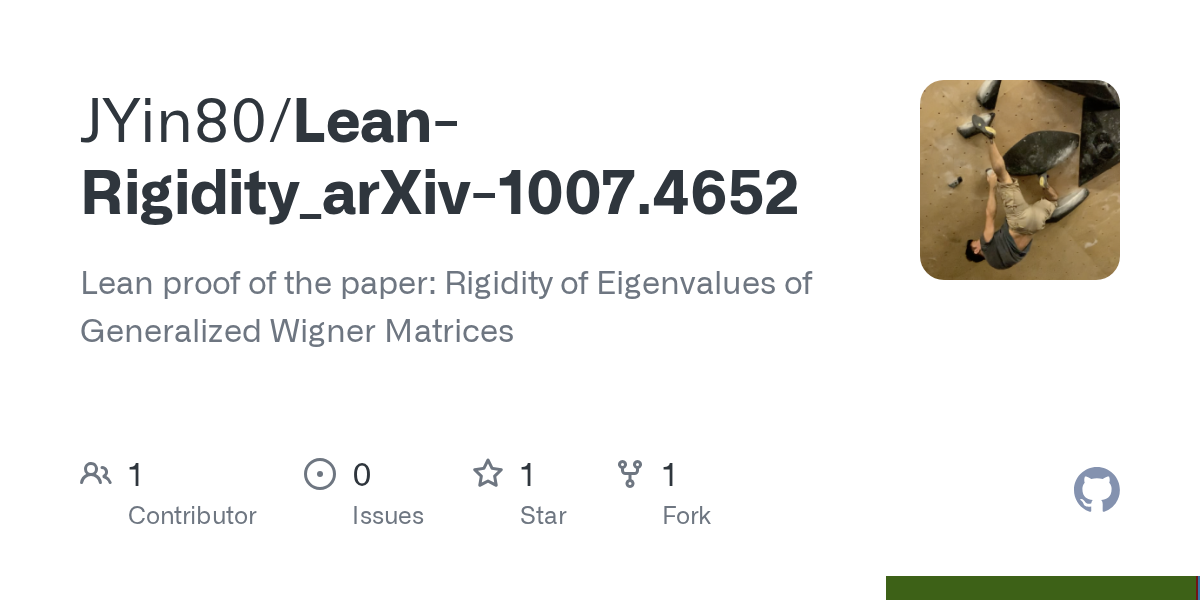 JYin80/Lean-
Rigidity_arXiv-1007.4652
Lean proof of the paper: Rigidity of Eigenvalues of
Generalized Wigner Matrices
1
Contributor
0
Issues
1
Star
1
Fork